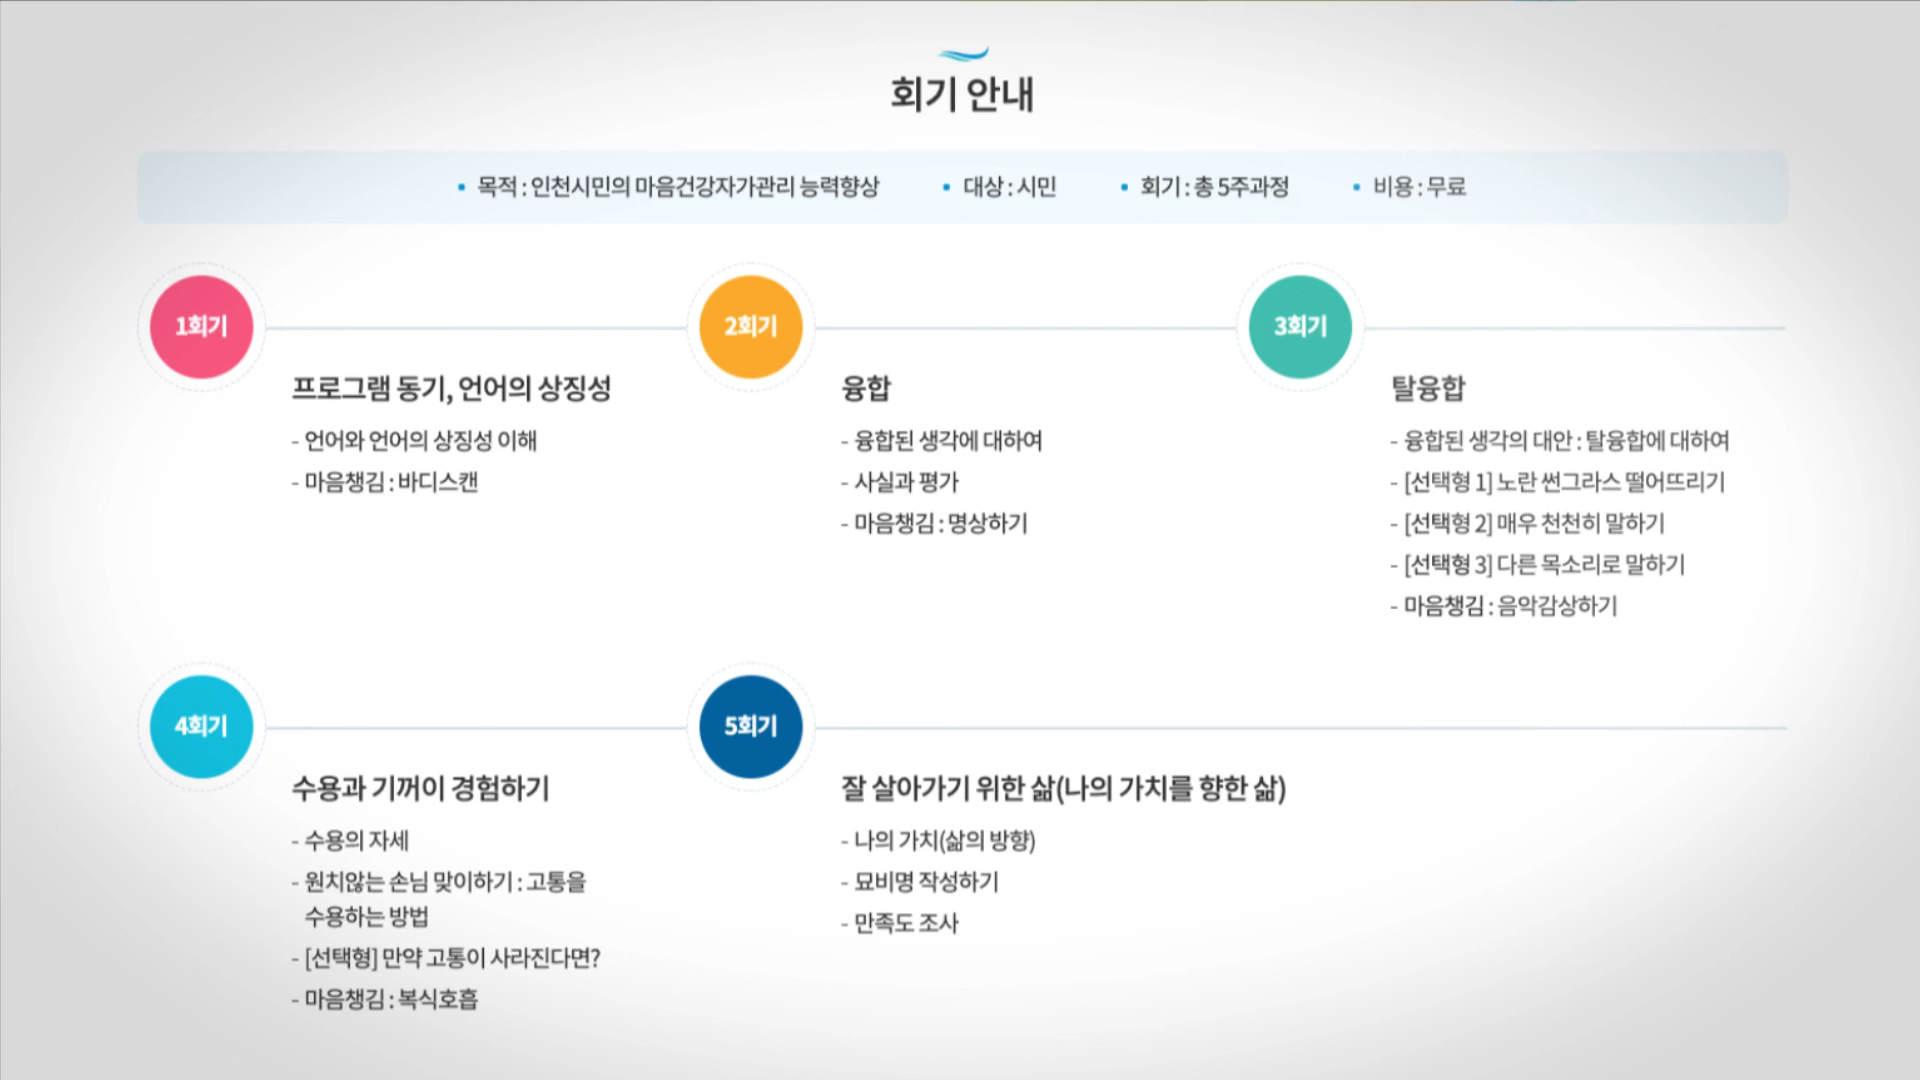 회기 안내
• 목적 : 인천시민의 마음건강자가관리 능력향상 • 대상 : 시민 • 회기 : 총 5주과정 • 비용 : 무료
1회기
프로그램 동기, 언어의 상징성
- 언어와 언어의 상징성 이해
- 마음챙김 : 바디스캔
2회기
융합
- 융합된 생각에 대하여
- 사실과 평가
- 마음챙김 : 명상하기
3회기
탈융합
- 융합된 생각의 대안 : 탈융합에 대하여
- [선택형 1] 노란 썬그라스 떨어뜨리기
- [선택형 2] 매우 천천히 말하기
- [선택형 3] 다른 목소리로 말하기
- 마음챙김 : 음악감상하기
4회기
수용과 기꺼이 경험하기
- 수용의 자세
- 원치않는 손님 맞이하기 : 고통을
수용하는 방법
- [선택형] 만약 고통이 사라진다면?
- 마음챙김 : 복식호흡
5회기
잘 살아가기 위한 삶(나의 가치를 향한 삶)
- 나의 가치(삶의 방향)
- 묘비명 작성하기
- 만족도 조사